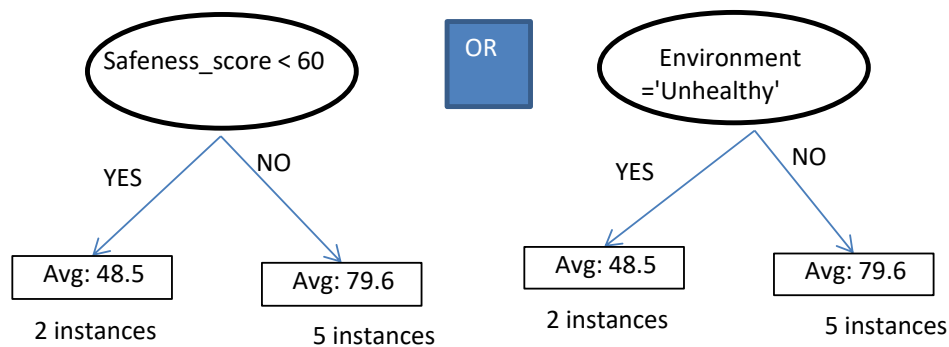 Safeness_score < 60
OR
Environment
='Unhealthy'
YES
NO
YES
NO
Avg: 48.5
Avg: 79.6
Avg: 48.5
Avg: 79.6
2 instances
5 instances
2 instances
5 instances